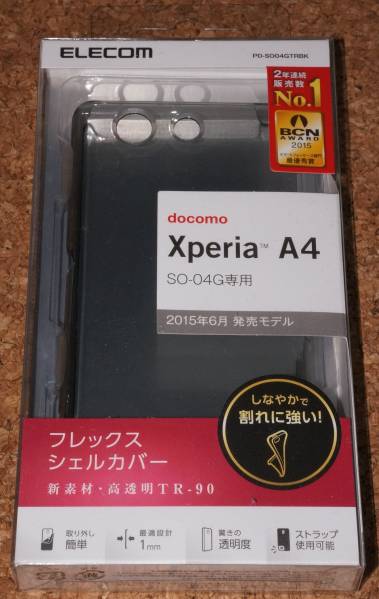 ELECOM
PD-SO04GTRBK
2年連続
販売数
No.1
BCN
AWARD
2015
最優秀賞
docomo
Xperia™ A4
SO-04G専用
2015年6月 発売モデル
しなやかで
割れに強い!
フレックス
シェルカバー
新素材・高透明TR-90
取り外し
簡単
最適設計
1mm
驚きの
透明度
ストラップ
使用可能